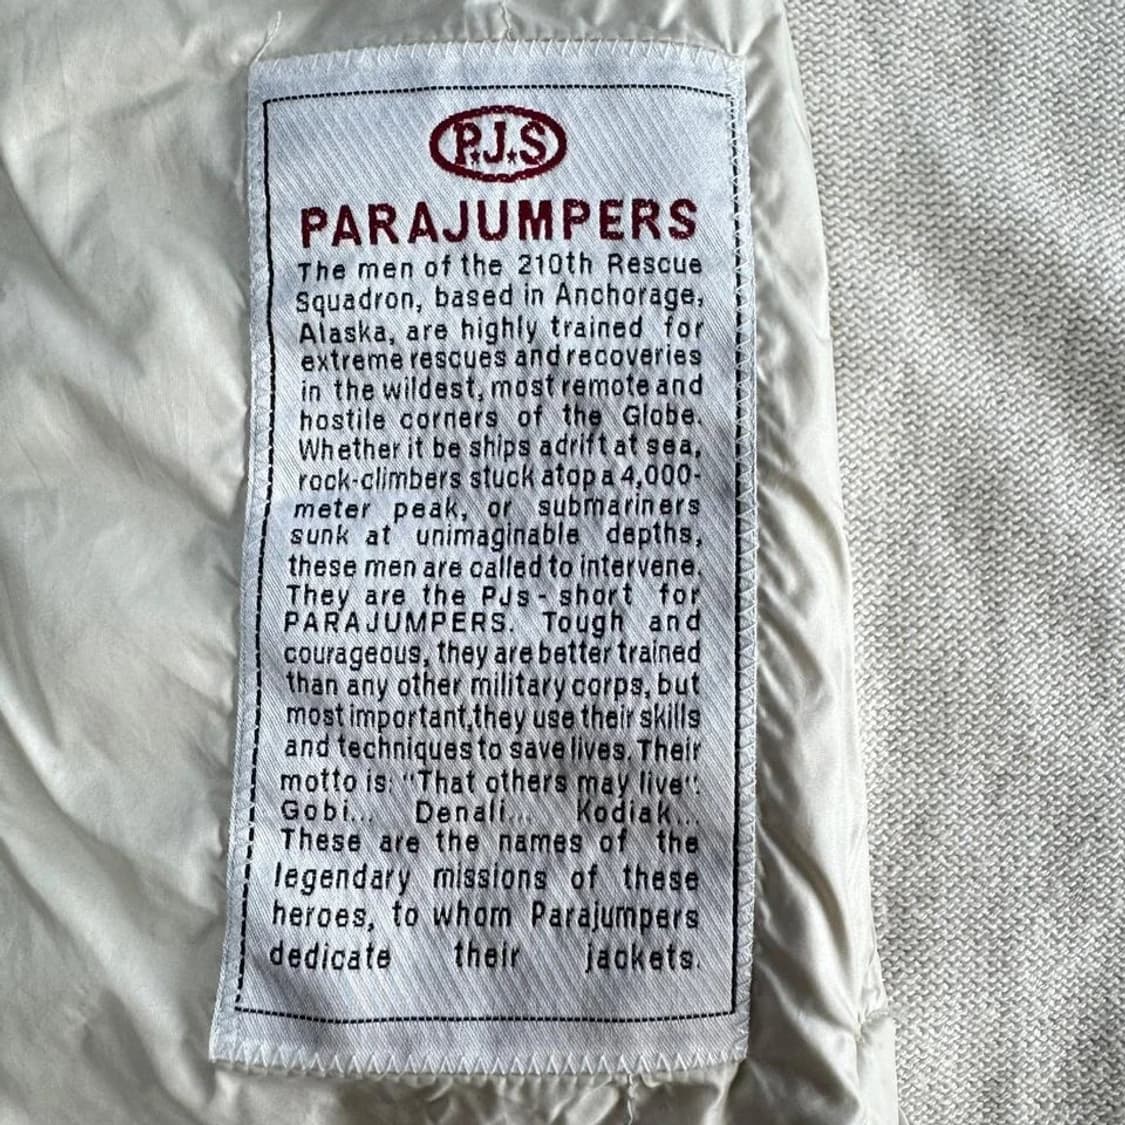 P.J.S
PARAJUMPERS
The men of the 210th Rescue
Squadron, based in Anchorage,
Alaska, are highly trained for
extreme rescues and recoveries
in the wildest, most remote and
hostile corners of the Globe.
Whether it be ships adrift at sea,
rock-climbers stuck atop a 4,000-
meter peak, or submariners
sunk at unimaginable depths,
these men are called to intervene.
They are the PJs - short for
PARAJUMPERS. Tough and
courageous, they are better trained
than any other military corps, but
most important,they use their skills
and techniques to save lives. Their
motto is: "That others may live".
Gobi... Denali... Kodiak...
These are the names of the
legendary missions of these
heroes, to whom Parajumpers
dedicate their jackets.